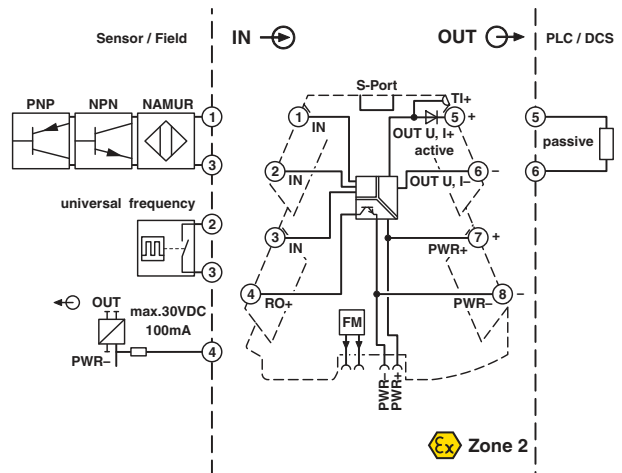 Sensor / Field
IN
OUT
PLC / DCS
PNP
NPN
NAMUR
1
3
universal frequency
2
3
OUT
max.30VDC
100mA
PWR–
4
S-Port
TI+
1
IN
5
+
OUT U, I+
active
2
IN
6
–
OUT U, I–
3
IN
7
+
PWR+
4
RO+
8
–
PWR–
FM
PWR–
PWR+
5
passive
6
Ex
Zone 2